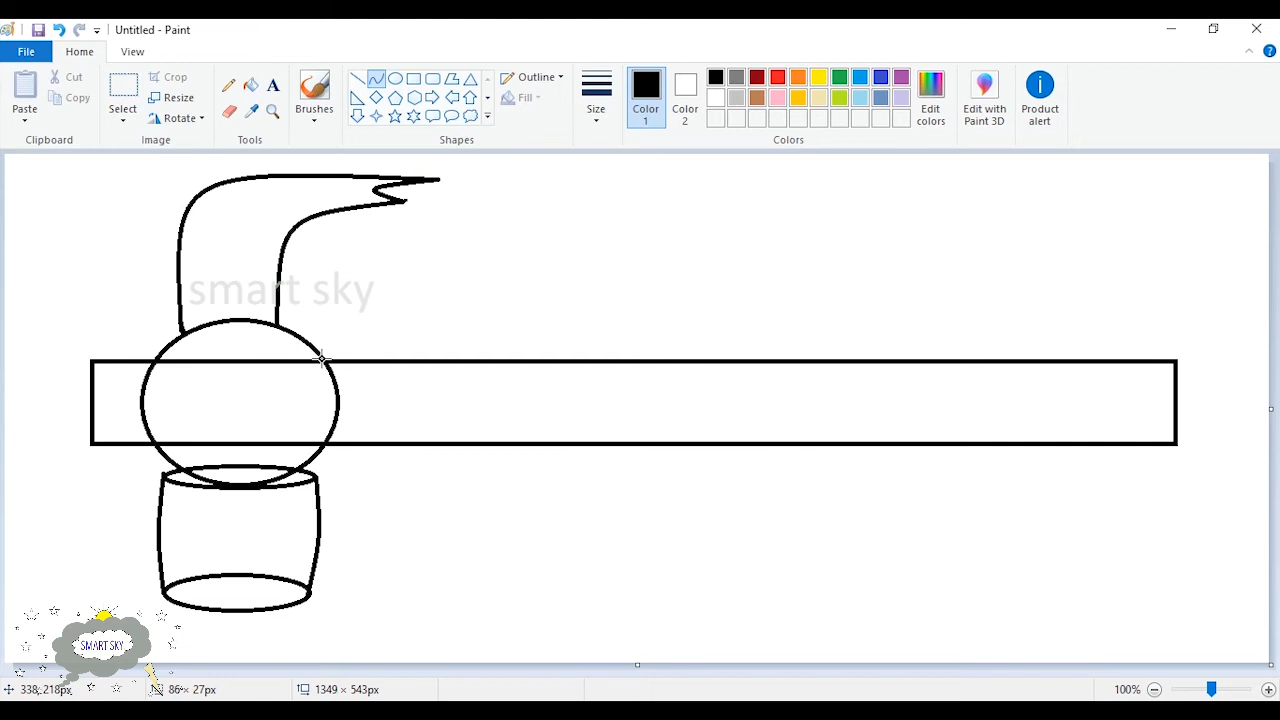 Untitled - Paint
File
Home
View
Paste
Cut
Copy
Clipboard
Select
Crop
Resize
Rotate
Image
Tools
Brushes
Outline
Fill
Shapes
Size
Color 1
Color 2
Edit colors
Colors
Edit with Paint 3D
Product alert
smart sky
SMART SKY
338, 218px
86 × 27px
1349 × 543px
100%